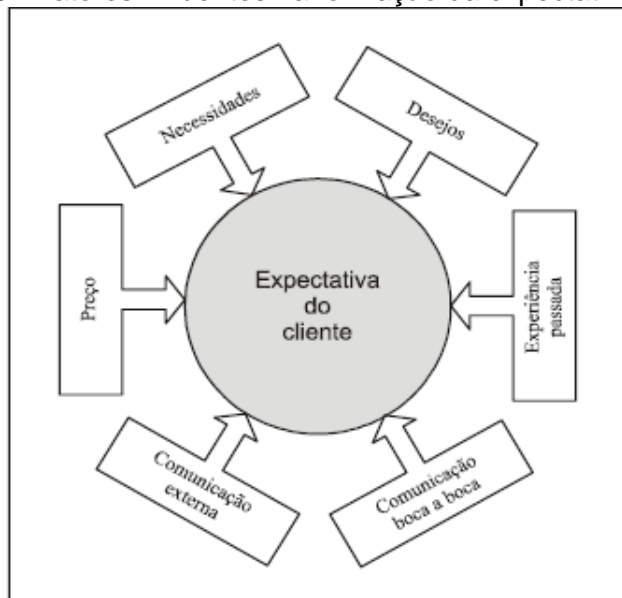 Necessidades
Desejos
Preço
Expectativa
do
cliente
Experiência
passada
Comunicação
externa
Comunicação
boca a boca